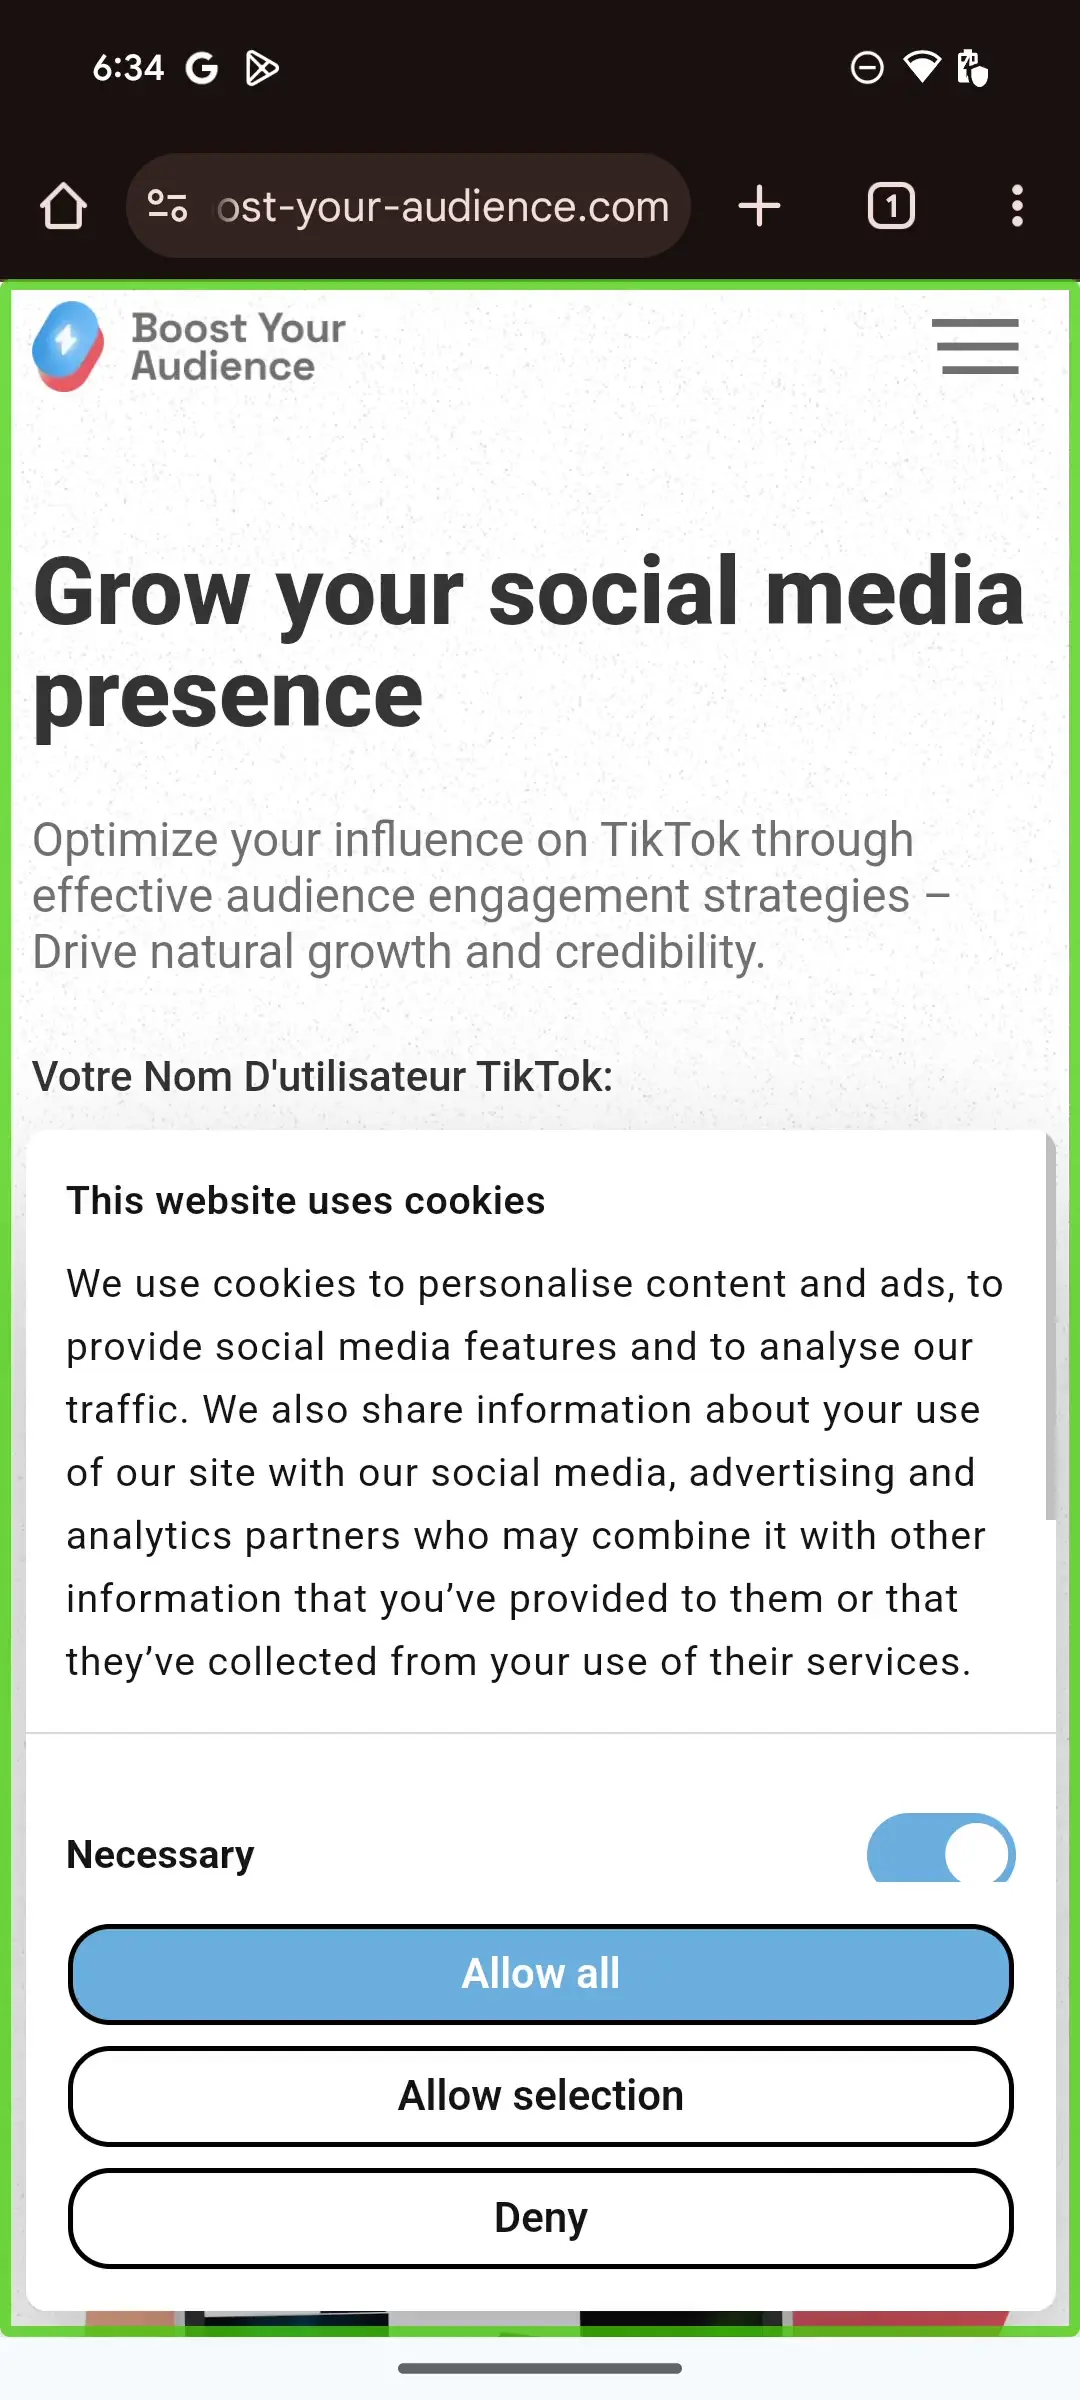 6:34
ost-your-audience.com
1
Boost Your
Audience
Grow your social media
presence
Optimize your influence on TikTok through
effective audience engagement strategies –
Drive natural growth and credibility.
Votre Nom D'utilisateur TikTok:
This website uses cookies
We use cookies to personalise content and ads, to
provide social media features and to analyse our
traffic. We also share information about your use
of our site with our social media, advertising and
analytics partners who may combine it with other
information that you’ve provided to them or that
they’ve collected from your use of their services.
Necessary
Allow all
Allow selection
Deny